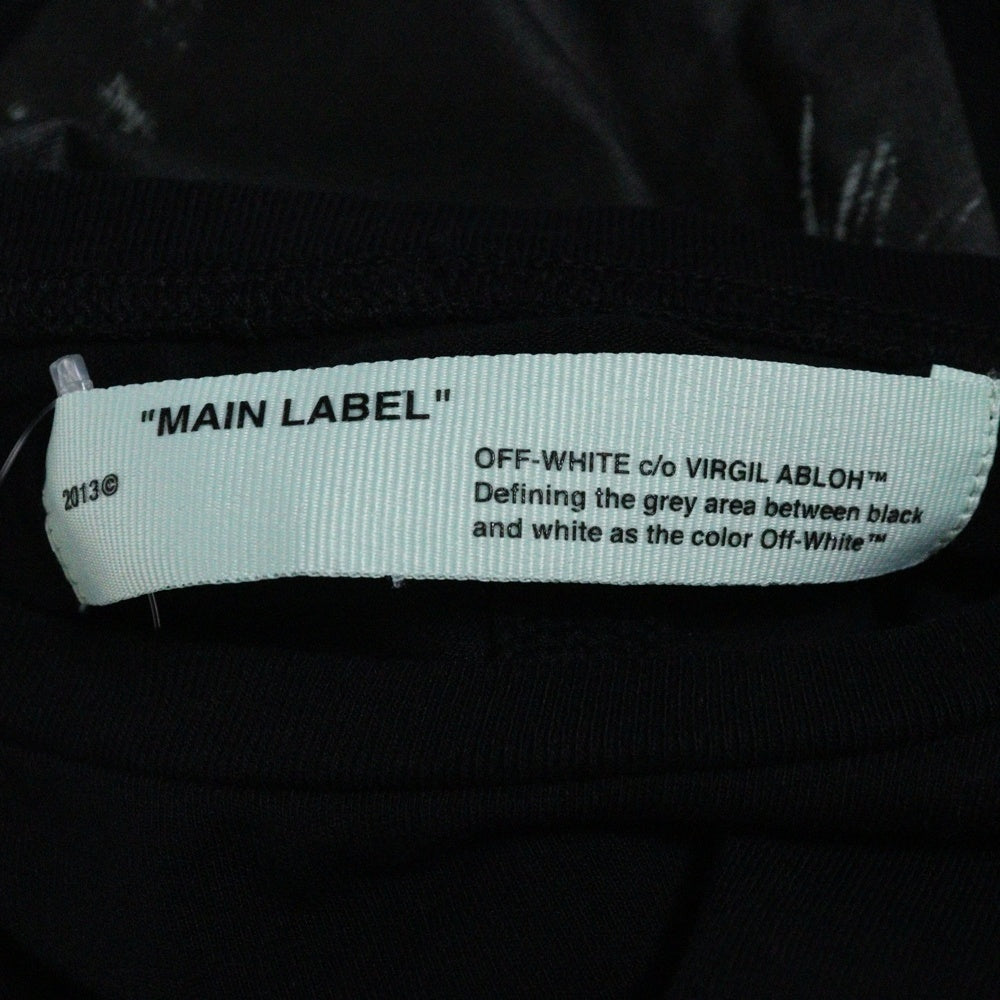 "MAIN LABEL"
2013©
OFF-WHITE c/o VIRGIL ABLOH™
Defining the grey area between black
and white as the color Off-White™